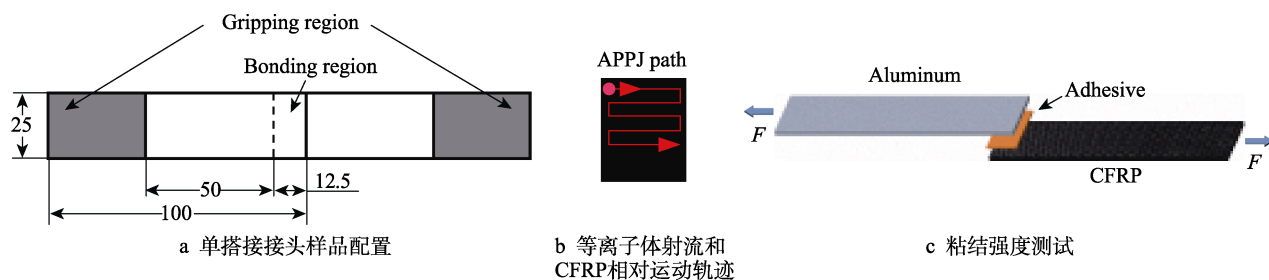 Gripping region
Bonding region
25
50
12.5
100
a 单搭接接头样品配置
APPJ path
b 等离子体射流和
CFRP相对运动轨迹
Aluminum
Adhesive
F
F
CFRP
c 粘结强度测试